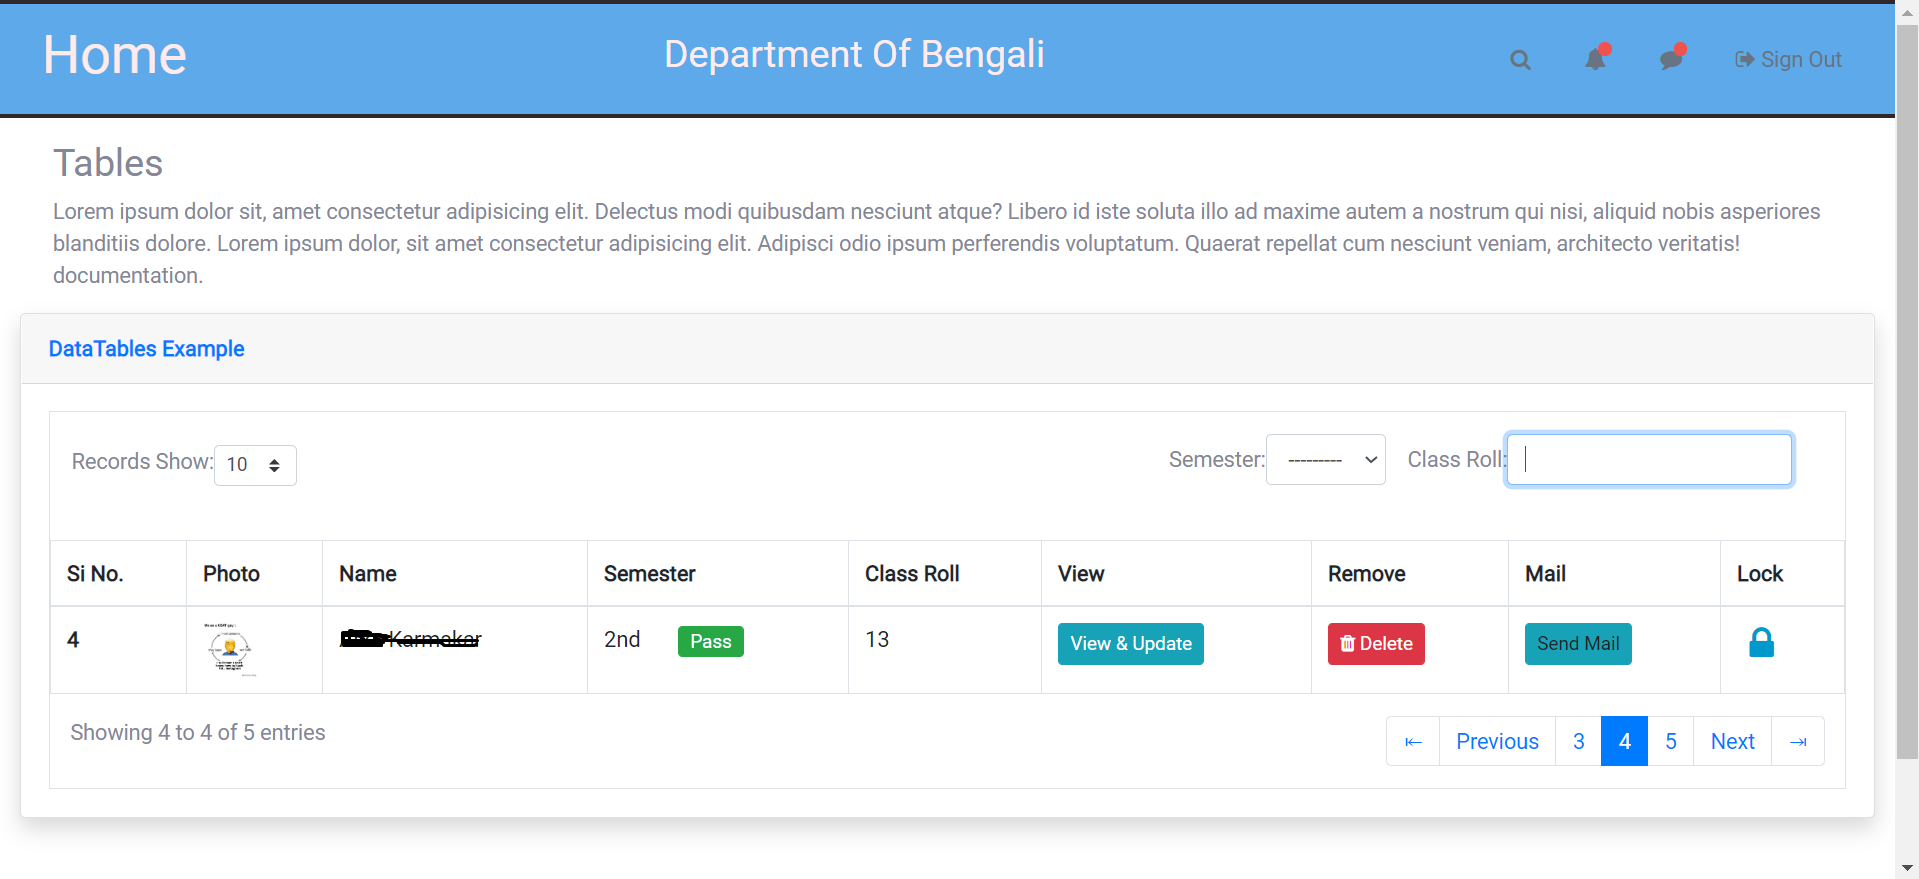 Home
Department Of Bengali
Sign Out
Tables
Lorem ipsum dolor sit, amet consectetur adipisicing elit. Delectus modi quibusdam nesciunt atque? Libero id iste soluta illo ad maxime autem a nostrum qui nisi, aliquid nobis asperiores
blanditiis dolore. Lorem ipsum dolor, sit amet consectetur adipisicing elit. Adipisci odio ipsum perferendis voluptatum. Quaerat repellat cum nesciunt veniam, architecto veritatis!
documentation.
DataTables Example
Records Show: 10
Semester: ---------
Class Roll:
Si No. Photo Name Semester Class Roll View Remove Mail Lock
4 Karmakar 2nd Pass 13 View & Update Delete Send Mail
Showing 4 to 4 of 5 entries
⇤ Previous 3 4 5 Next ⇥